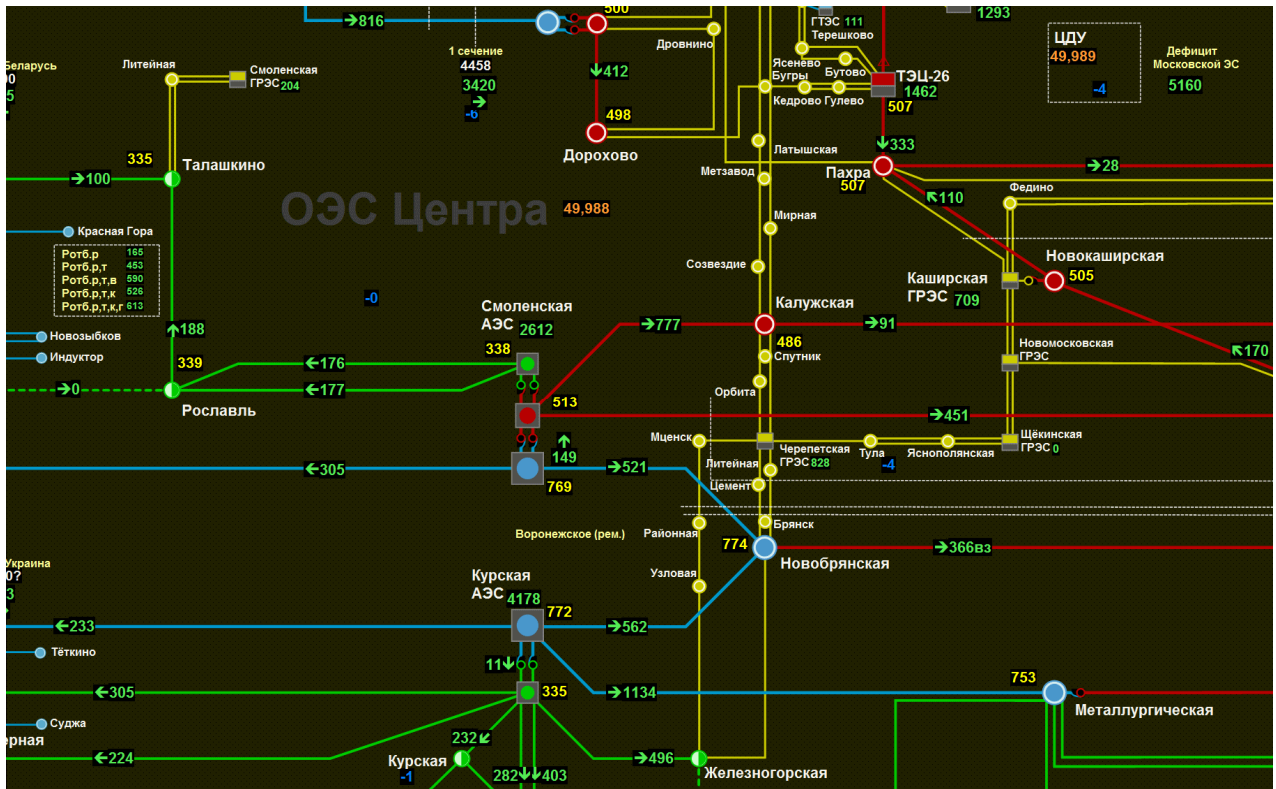 816
500
ГТЭС 111
Терешково
1293
ЦДУ
49,989
-4
Дефицит
Московской ЭС
5160
Дровнино
1 сечение
4458
3420
-6
Беларусь
Литейная
Смоленская
ГРЭС 204
412
498
Дорохово
Ясенево
Бугры
Бутово
Кедрово Гулево
ТЭЦ-26
1462
507
333
Латышская
Метзавод
Пахра
507
28
335
Талашкино
100
ОЭС Центра
49,988
110
Федино
Мирная
Красная Гора
Ротб.р 165
Ротб.р,т 453
Ротб.р,т,в 590
Ротб.р,т,к 526
Ротб.р,т,к,г 613
Созвездие
Новокаширская
505
Каширская
ГРЭС 709
-0
Смоленская
АЭС 2612
338
Калужская
777
91
486
Новозыбков
188
Индуктор
Спутник
Новомосковская
ГРЭС
170
339
176
0
177
Рославль
Орбита
513
451
Мценск
Черепетская
ГРЭС 828
Тула
-4
Яснополянская
Щёкинская
ГРЭС 0
149
305
521
769
Литейная
Цемент
Воронежское (рем.)
Районная
Брянск
774
366вз
Новобрянская
Украина
0?
3
Узловая
Курская
АЭС 4178
772
233
562
Тёткино
11
305
335
1134
753
Металлургическая
Суджа
ерная
232
224
Курская
-1
282
403
496
Железногорская